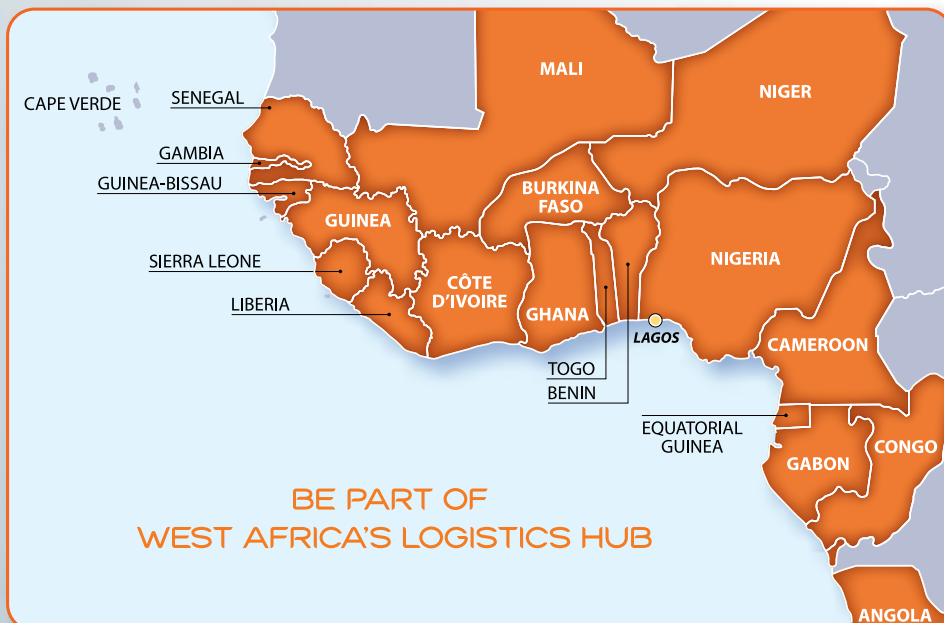 MALI
NIGER
CAPE VERDE
SENEGAL
GAMBIA
GUINEA-BISSAU
BURKINA
FASO
GUINEA
SIERRA LEONE
NIGERIA
CÔTE
D'IVOIRE
LIBERIA
GHANA
LAGOS
CAMEROON
TOGO
BENIN
EQUATORIAL
GUINEA
CONGO
GABON
BE PART OF
WEST AFRICA'S LOGISTICS HUB
ANGOLA